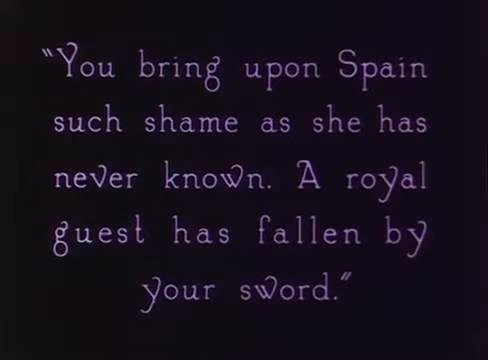 “You bring upon Spain
such shame as she has
never known. A royal
guest has fallen by
your sword.”